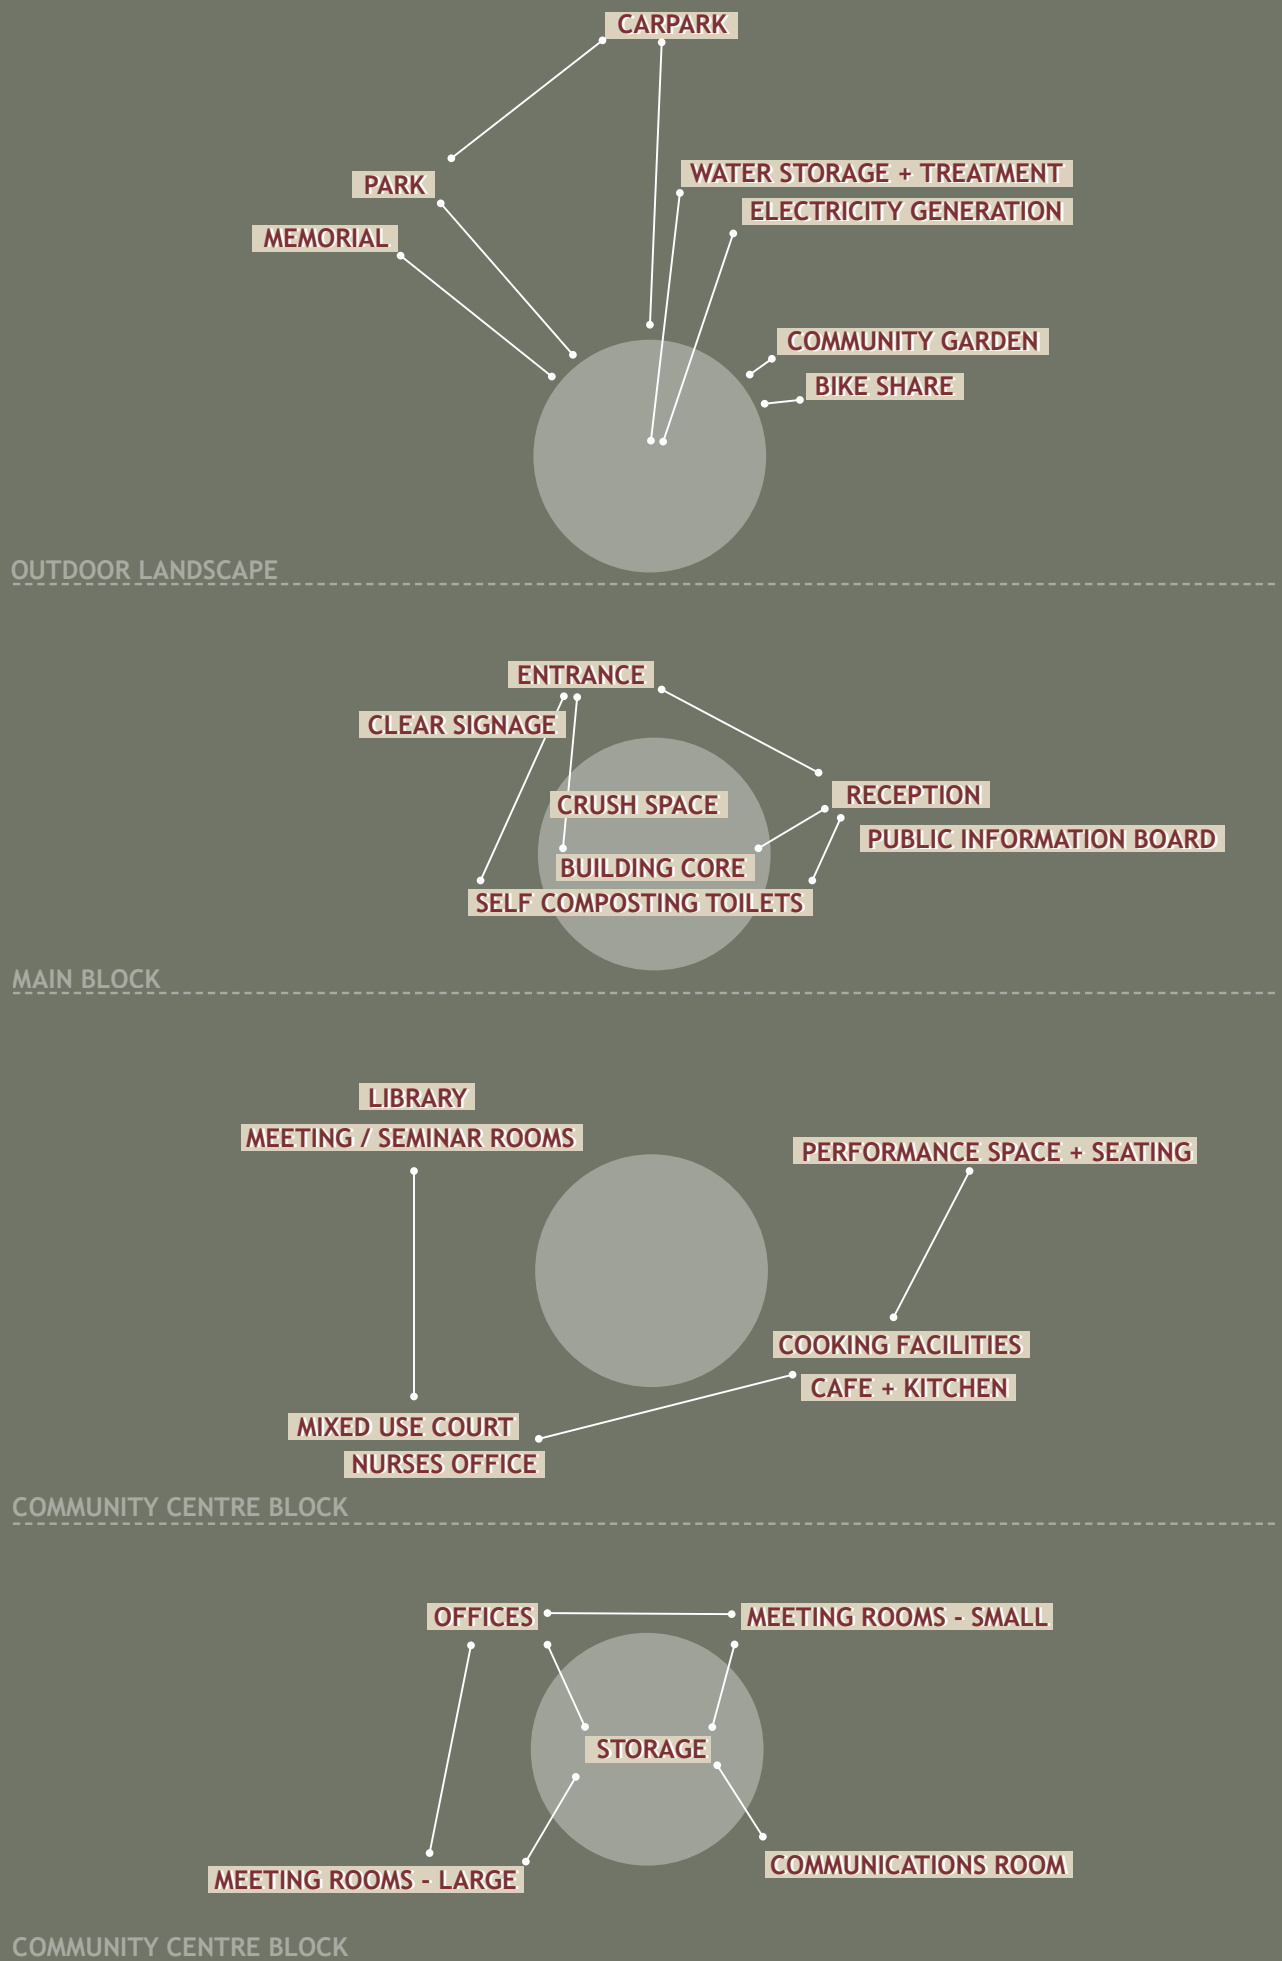 CARPARK
WATER STORAGE + TREATMENT
PARK
ELECTRICITY GENERATION
MEMORIAL
COMMUNITY GARDEN
BIKE SHARE
OUTDOOR LANDSCAPE
ENTRANCE
CLEAR SIGNAGE
RECEPTION
CRUSH SPACE
PUBLIC INFORMATION BOARD
BUILDING CORE
SELF COMPOSTING TOILETS
MAIN BLOCK
LIBRARY
MEETING / SEMINAR ROOMS
PERFORMANCE SPACE + SEATING
COOKING FACILITIES
CAFE + KITCHEN
MIXED USE COURT
NURSES OFFICE
COMMUNITY CENTRE BLOCK
OFFICES
MEETING ROOMS - SMALL
STORAGE
COMMUNICATIONS ROOM
MEETING ROOMS - LARGE
COMMUNITY CENTRE BLOCK